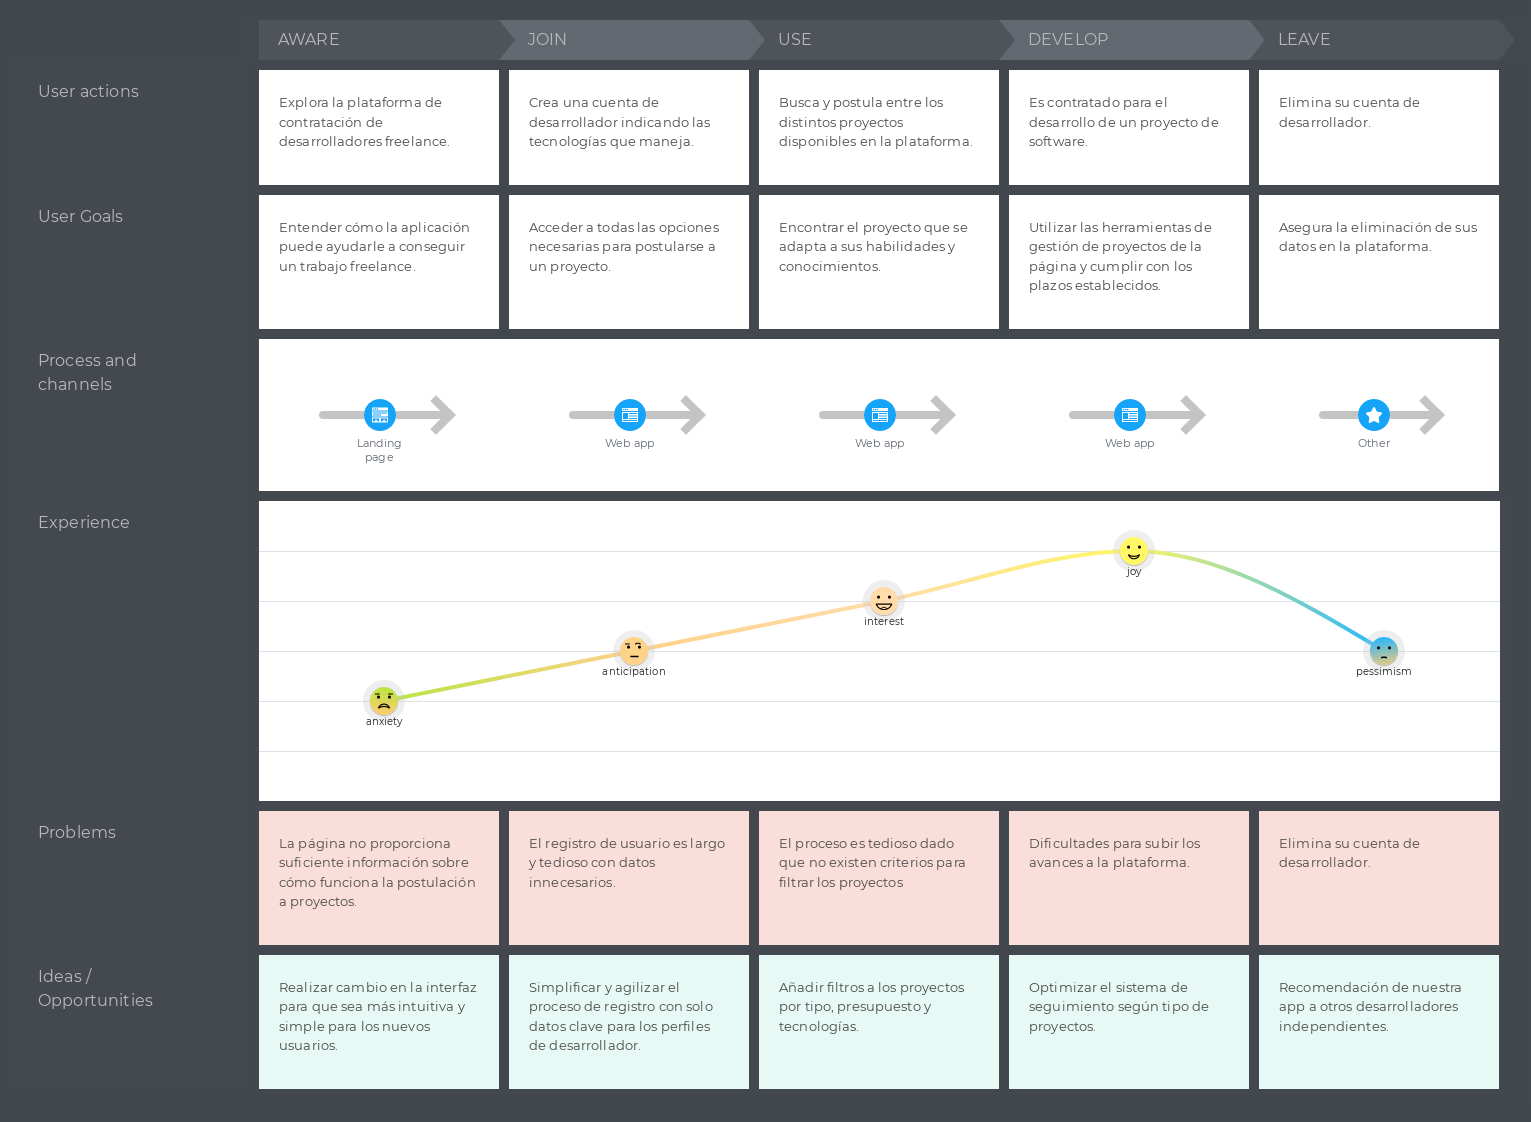 AWARE
JOIN
USE
DEVELOP
LEAVE
User actions
Explora la plataforma de
contratación de
desarrolladores freelance.
Crea una cuenta de
desarrollador indicando las
tecnologías que maneja.
Busca y postula entre los
distintos proyectos
disponibles en la plataforma.
Es contratado para el
desarrollo de un proyecto de
software.
Elimina su cuenta de
desarrollador.
User Goals
Entender cómo la aplicación
puede ayudarle a conseguir
un trabajo freelance.
Acceder a todas las opciones
necesarias para postularse a
un proyecto.
Encontrar el proyecto que se
adapta a sus habilidades y
conocimientos.
Utilizar las herramientas de
gestión de proyectos de la
página y cumplir con los
plazos establecidos.
Asegura la eliminación de sus
datos en la plataforma.
Process and
channels
Landing
page
Web app
Web app
Web app
Other
Experience
joy
interest
anticipation
pessimism
anxiety
Problems
La página no proporciona
suficiente información sobre
cómo funciona la postulación
a proyectos.
El registro de usuario es largo
y tedioso con datos
innecesarios.
El proceso es tedioso dado
que no existen criterios para
filtrar los proyectos
Dificultades para subir los
avances a la plataforma.
Elimina su cuenta de
desarrollador.
Ideas /
Opportunities
Realizar cambio en la interfaz
para que sea más intuitiva y
simple para los nuevos
usuarios.
Simplificar y agilizar el
proceso de registro con solo
datos clave para los perfiles
de desarrollador.
Añadir filtros a los proyectos
por tipo, presupuesto y
tecnologías.
Optimizar el sistema de
seguimiento según tipo de
proyectos.
Recomendación de nuestra
app a otros desarrolladores
independientes.